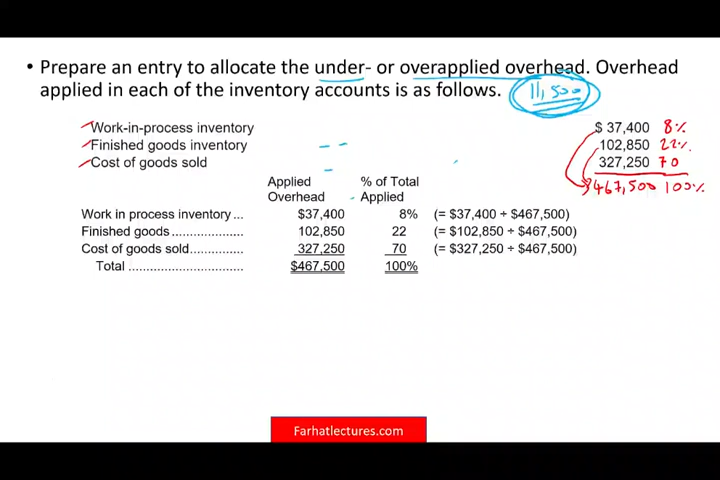 • Prepare an entry to allocate the under- or overapplied overhead. Overhead
applied in each of the inventory accounts is as follows. 11,500
Work-in-process inventory $ 37,400 8%
Finished goods inventory 102,850 22%
Cost of goods sold 327,250 70
$467,500 100%
Applied % of Total
Overhead Applied
Work in process inventory... $37,400 8% (= $37,400 ÷ $467,500)
Finished goods .................... 102,850 22 (= $102,850 ÷ $467,500)
Cost of goods sold.............. 327,250 70 (= $327,250 ÷ $467,500)
Total ................................ $467,500 100%
Farhatlectures.com